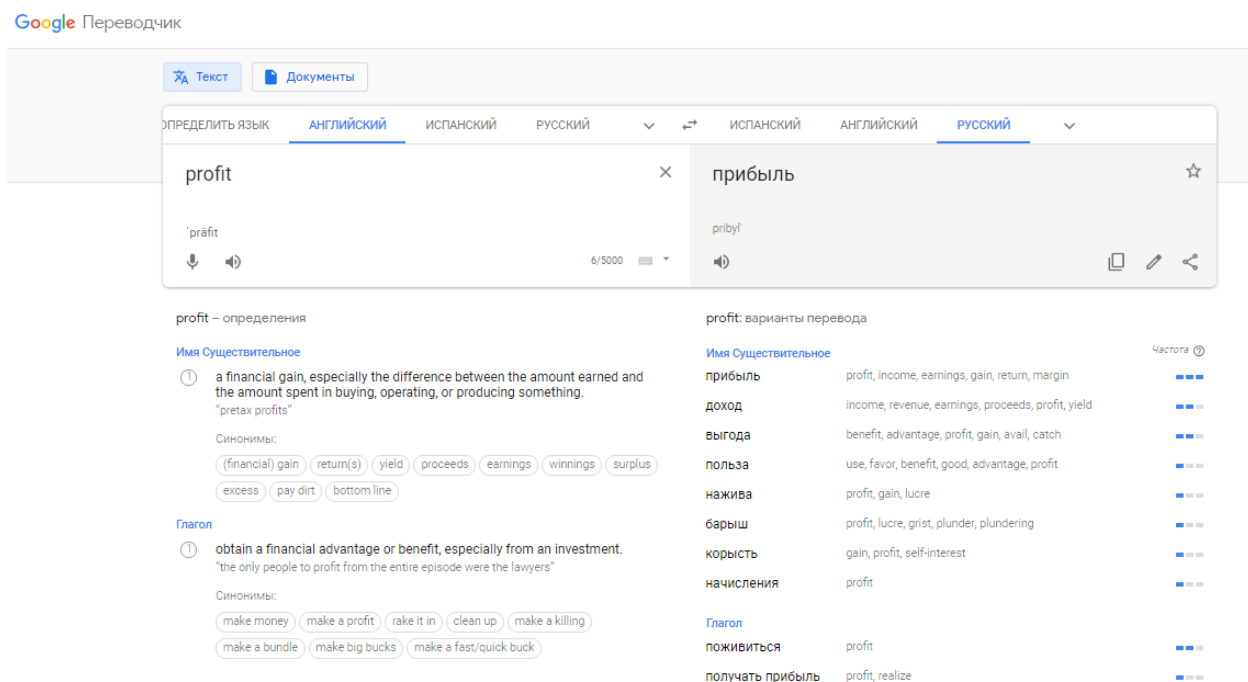 Google Переводчик
Текст
Документы
ОПРЕДЕЛИТЬ ЯЗЫК АНГЛИЙСКИЙ ИСПАНСКИЙ РУССКИЙ
ИСПАНСКИЙ АНГЛИЙСКИЙ РУССКИЙ
profit
прибыль
ˈpräfit
pribyl'
6/5000
profit – определения
Имя Существительное
1 a financial gain, especially the difference between the amount earned and
the amount spent in buying, operating, or producing something.
"pretax profits"
Синонимы:
(financial) gain return(s) yield proceeds earnings winnings surplus
excess pay dirt bottom line
Глагол
1 obtain a financial advantage or benefit, especially from an investment.
"the only people to profit from the entire episode were the lawyers"
Синонимы:
make money make a profit rake it in clean up make a killing
make a bundle make big bucks make a fast/quick buck
profit: варианты перевода
Имя Существительное Частота
прибыль profit, income, earnings, gain, return, margin
доход income, revenue, earnings, proceeds, profit, yield
выгода benefit, advantage, profit, gain, avail, catch
польза use, favor, benefit, good, advantage, profit
нажива profit, gain, lucre
барыш profit, lucre, grist, plunder, plundering
корысть gain, profit, self-interest
начисления profit
Глагол
поживиться profit
получать прибыль profit, realize